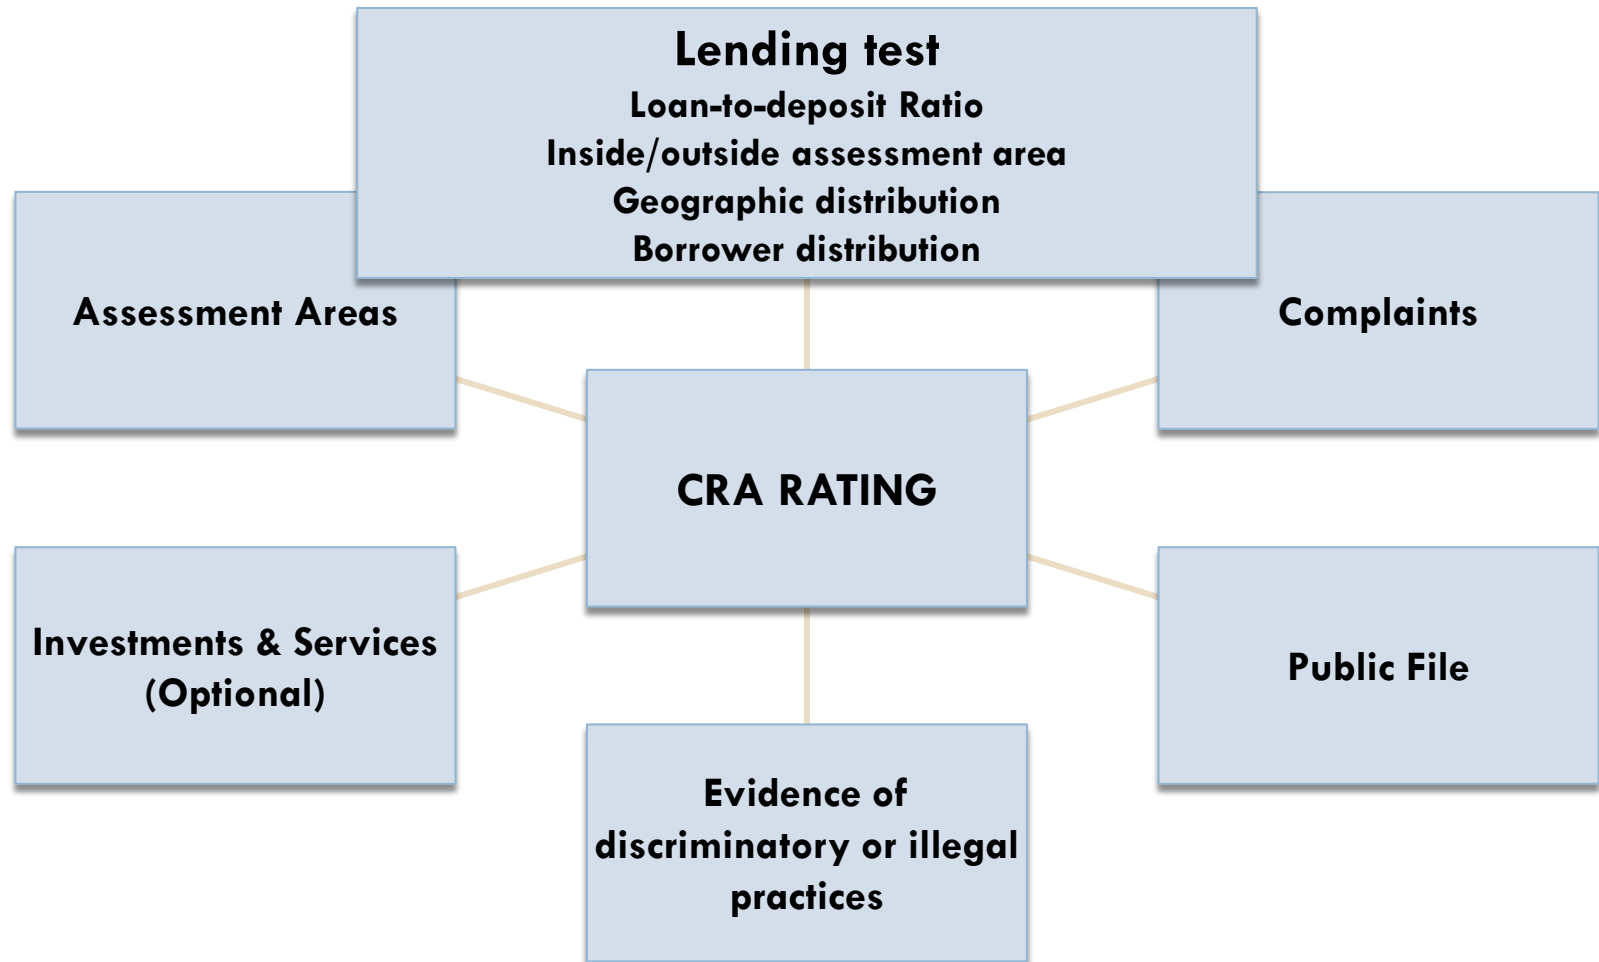 Lending test
Loan-to-deposit Ratio
Inside/outside assessment area
Geographic distribution
Borrower distribution
Assessment Areas
Complaints
CRA RATING
Investments & Services
(Optional)
Public File
Evidence of
discriminatory or illegal
practices